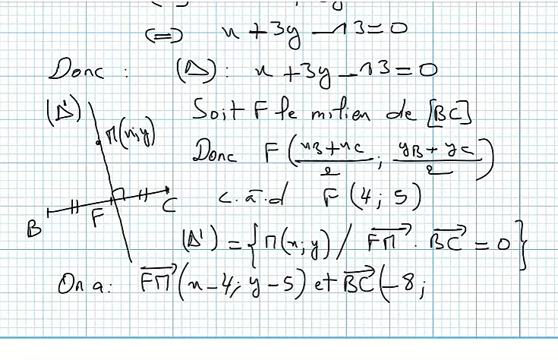 (⇔) x + 3y − 13 = 0
Donc : (Δ) : x + 3y − 13 = 0
(Δ') M(x;y) B F C
Soit F le milieu de [BC]
Donc F((xB + xC)/2 ; (yB + yC)/2)
c.à.d F(4 ; 5)
(Δ') = {M(x;y) / FM→ . BC→ = 0}
On a : FM→(x − 4; y − 5) et BC→(−8;